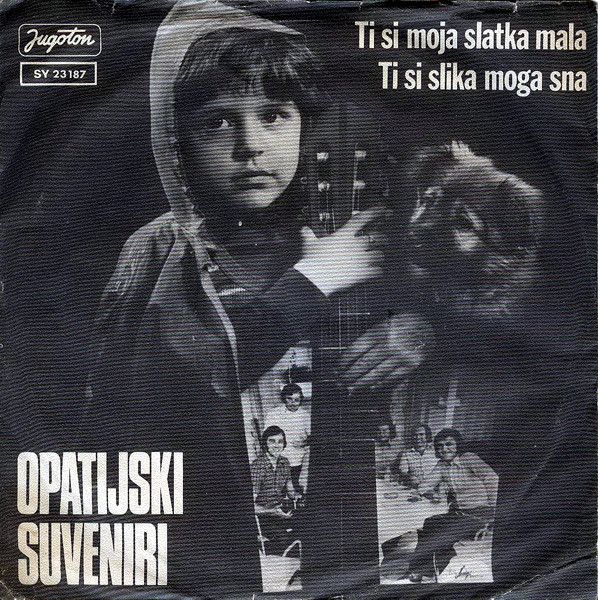 Jugoton
SY 23187
Ti si moja slatka mala
Ti si slika moga sna
OPATIJSKI
SUVENIRI